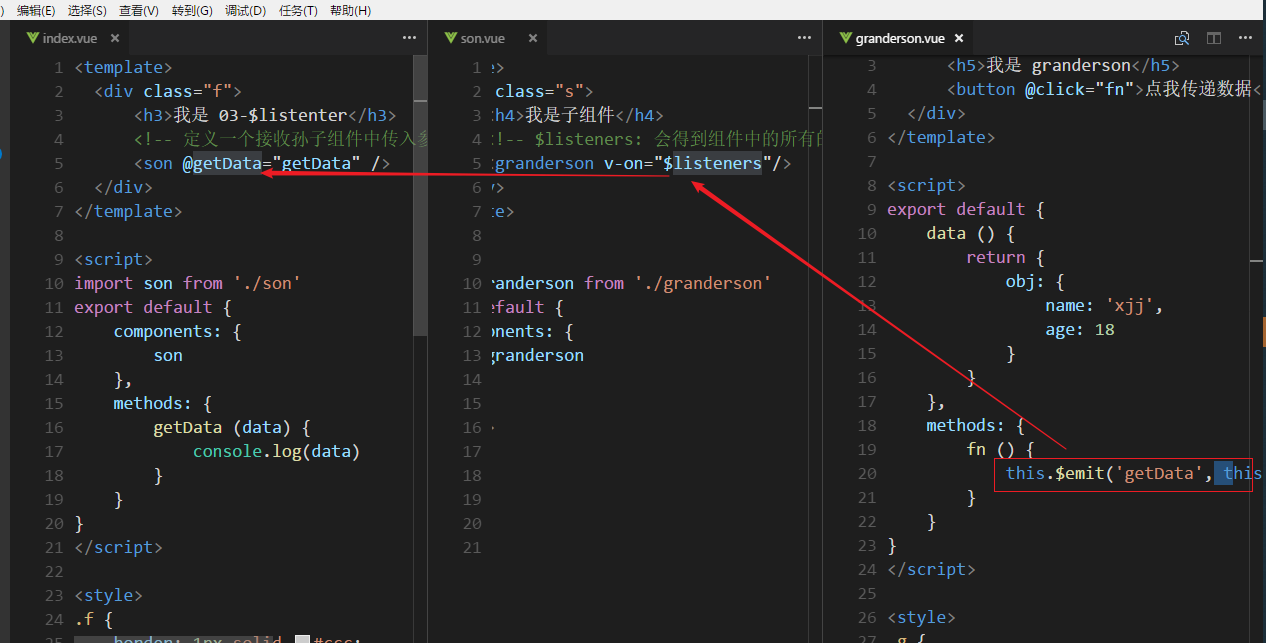 ) 编辑(E) 选择(S) 查看(V) 转到(G) 调试(D) 任务(T) 帮助(H)
index.vue ×
1 <template>
2 <div class="f">
3 <h3>我是 03-$listenter</h3>
4 <!-- 定义一个接收孙子组件中传入参
5 <son @getData="getData" />
6 </div>
7 </template>
8
9 <script>
10 import son from './son'
11 export default {
12 components: {
13 son
14 },
15 methods: {
16 getData (data) {
17 console.log(data)
18 }
19 }
20 }
21 </script>
22
23 <style>
24 .f {
25 border: 1px solid #ccc;
son.vue ×
1 e>
2 class="s">
3 h4>我是子组件</h4>
4 !-- $listeners: 会得到组件中的所有的
5 granderson v-on="$listeners"/>
6 />
7 te>
8
9
10 randerson from './granderson'
11 efault {
12 onents: {
13 granderson
14
15
16
17
18
19
20
21
granderson.vue ×
3 <h5>我是 granderson</h5>
4 <button @click="fn">点我传递数据<
5 </div>
6 </template>
7
8 <script>
9 export default {
10 data () {
11 return {
12 obj: {
13 name: 'xjj',
14 age: 18
15 }
16 }
17 },
18 methods: {
19 fn () {
20 this.$emit('getData', this
21 }
22 }
23 }
24 </script>
25
26 <style>
27 .g {